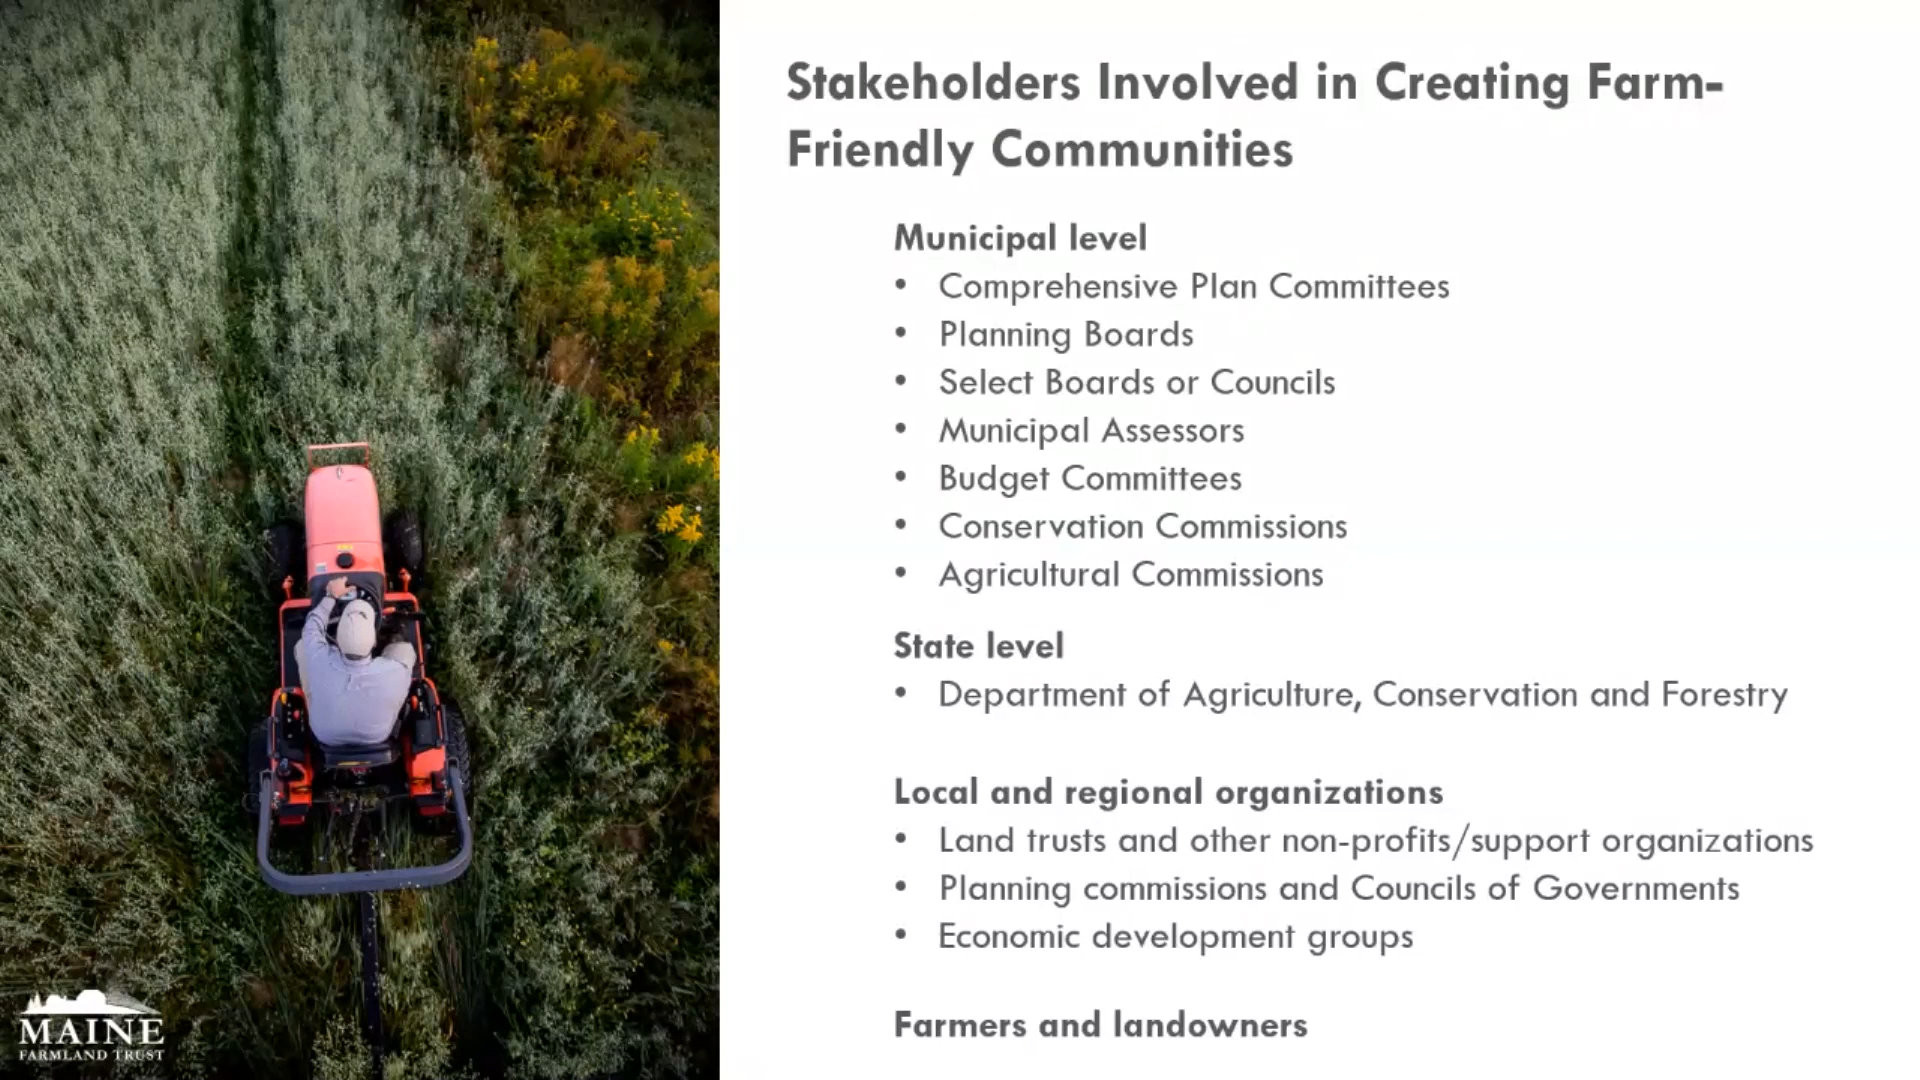 Stakeholders Involved in Creating Farm-
Friendly Communities
Municipal level
• Comprehensive Plan Committees
• Planning Boards
• Select Boards or Councils
• Municipal Assessors
• Budget Committees
• Conservation Commissions
• Agricultural Commissions
State level
• Department of Agriculture, Conservation and Forestry
Local and regional organizations
• Land trusts and other non-profits/support organizations
• Planning commissions and Councils of Governments
• Economic development groups
Farmers and landowners
MAINE
FARMLAND TRUST